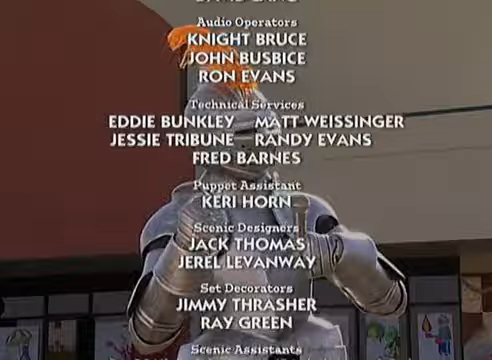 Audio Operators
KNIGHT BRUCE
JOHN BUSBICE
RON EVANS
Technical Services
EDDIE BUNKLEY MATT WEISSINGER
JESSIE TRIBUNE RANDY EVANS
FRED BARNES
Puppet Assistant
KERI HORN
Scenic Designers
JACK THOMAS
JEREL LEVANWAY
Set Decorators
JIMMY THRASHER
RAY GREEN
Scenic Assistants